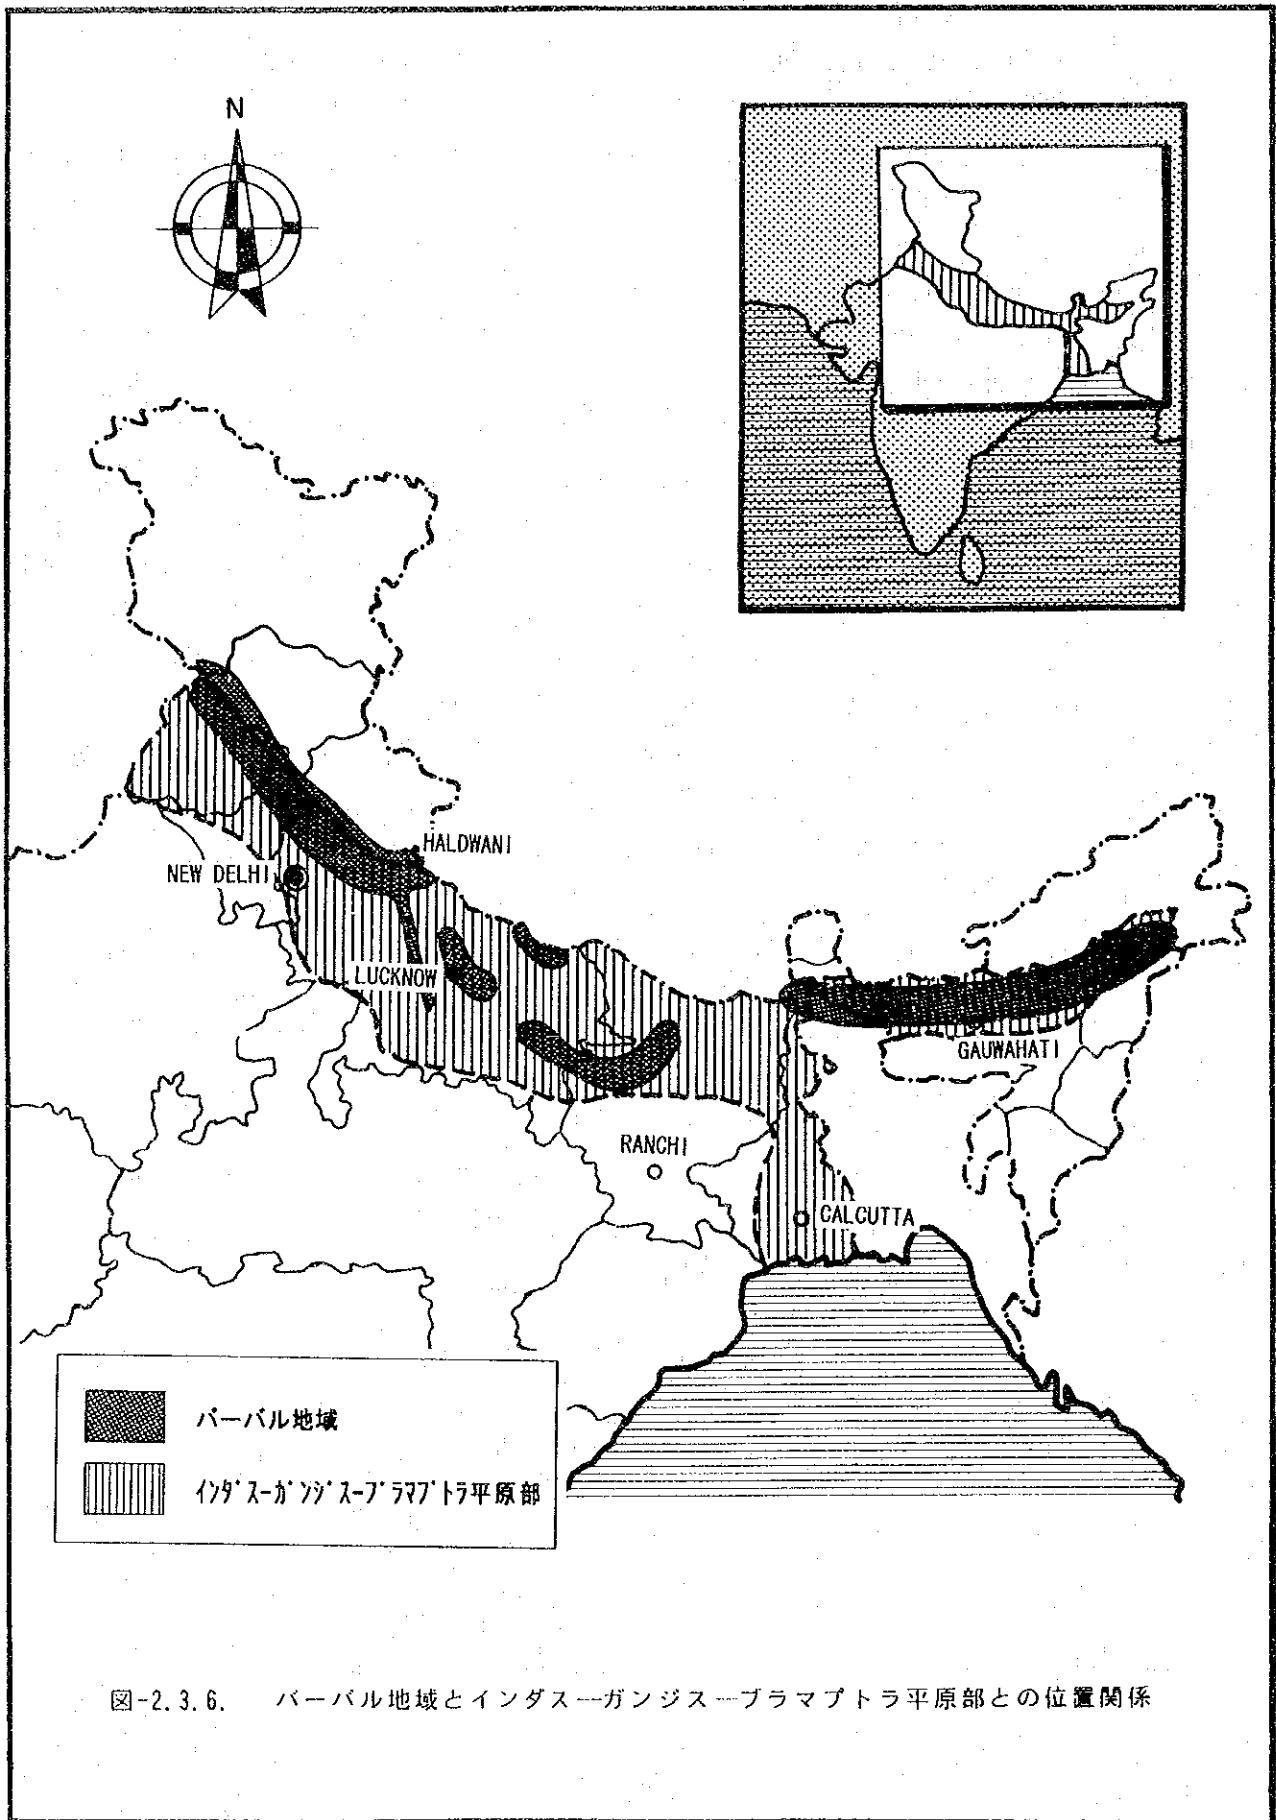 N
HALDWANI
NEW DELHI
LUCKNOW
GAUWAHATI
RANCHI
CALCUTTA
バーバル地域
インダスーガンジスーブラマプトラ平原部
図-2.3.6. バーバル地域とインダス―ガンジス―ブラマプトラ平原部との位置関係